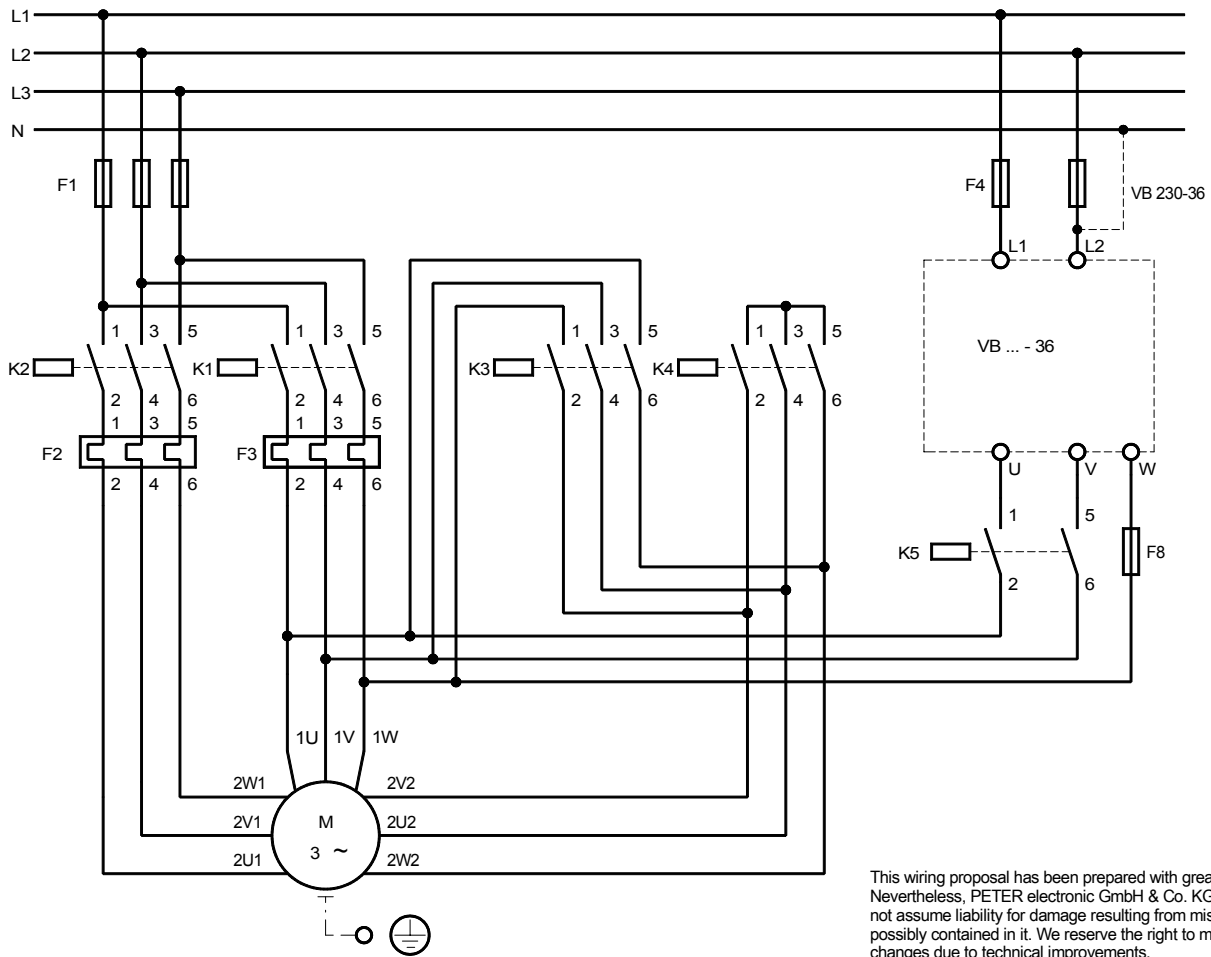 L1
L2
L3
N
F1
F4
VB 230-36
L1 L2
1 3 5 1 3 5 1 3 5 1 3 5
K2 K1 K3 K4
VB ... - 36
2 4 6 2 4 6 2 4 6 2 4 6
1 3 5 1 3 5
F2 F3
U V W
2 4 6 2 4 6
1 5
K5 F8
2 6
1U 1V 1W
2W1 2V2
2V1 M 2U2
3 ~
2U1 2W2
This wiring proposal has been prepared with grea
Nevertheless, PETER electronic GmbH & Co. KG
not assume liability for damage resulting from mis
possibly contained in it. We reserve the right to m
changes due to technical improvements.